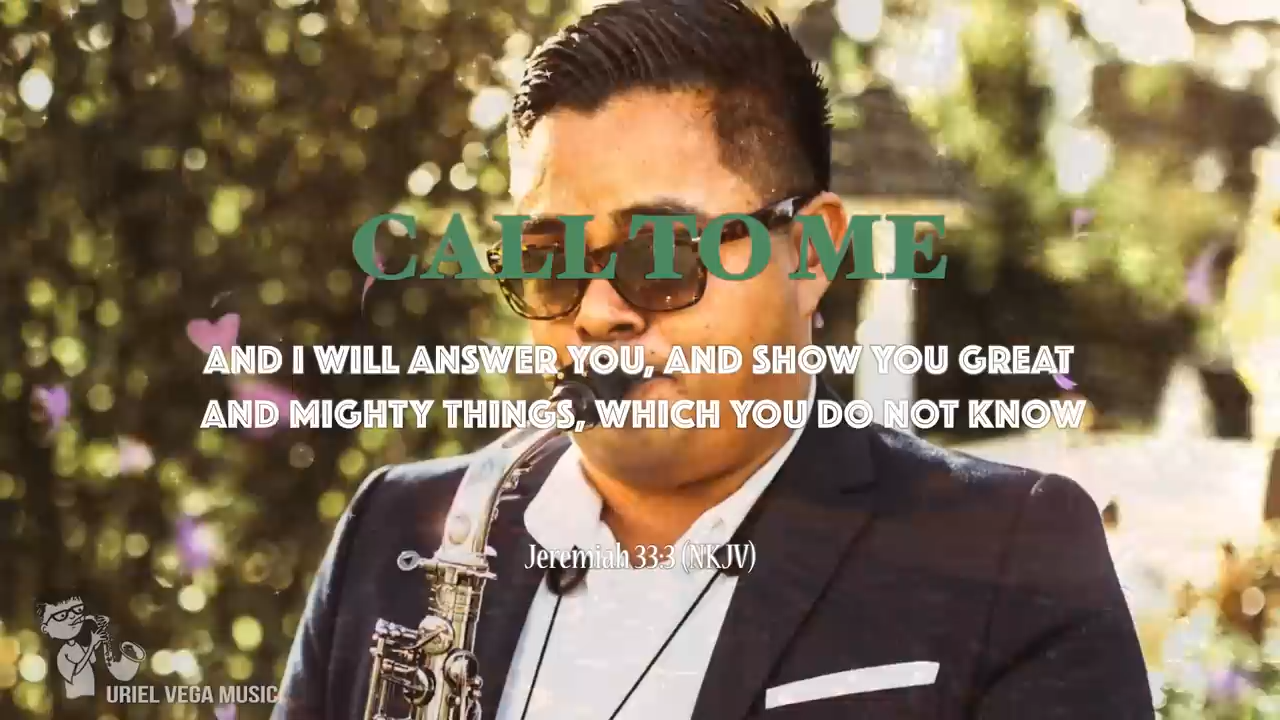 CALL TO ME
AND I WILL ANSWER YOU, AND SHOW YOU GREAT
AND MIGHTY THINGS, WHICH YOU DO NOT KNOW
Jeremiah 33:3 (NKJV)
URIEL VEGA MUSIC